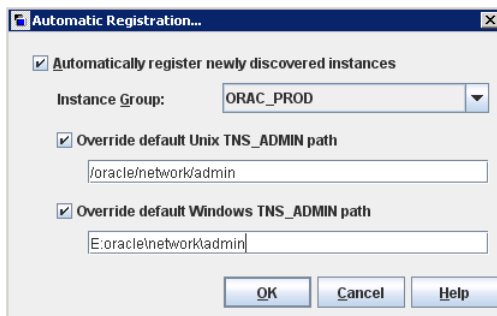 Automatic Registration...
Automatically register newly discovered instances
Instance Group: ORAC_PROD
Override default Unix TNS_ADMIN path
/oracle/network/admin
Override default Windows TNS_ADMIN path
E:oracle\network\admin
OK Cancel Help